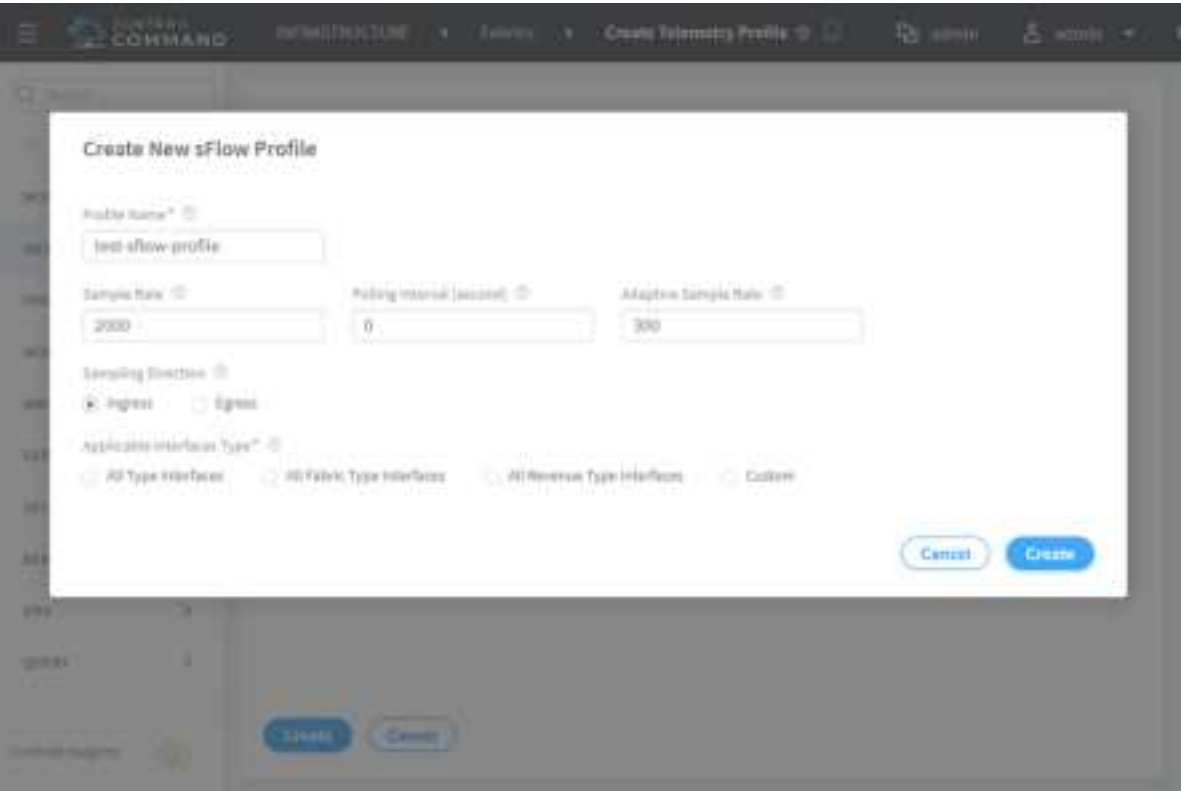 COMMAND INFRASTRUCTURE Fabrics Create Telemetry Profile admin admin
Search
Create New sFlow Profile
Profile Name*
test-sflow-profile
Sample Rate Polling Interval (second) Adaptive Sample Rate
2000 0 300
Sampling Direction
Ingress Egress
Applicable Interfaces Type*
All Type Interfaces All Fabric Type Interfaces All Revenue Type Interfaces Custom
Cancel Create
Create Cancel